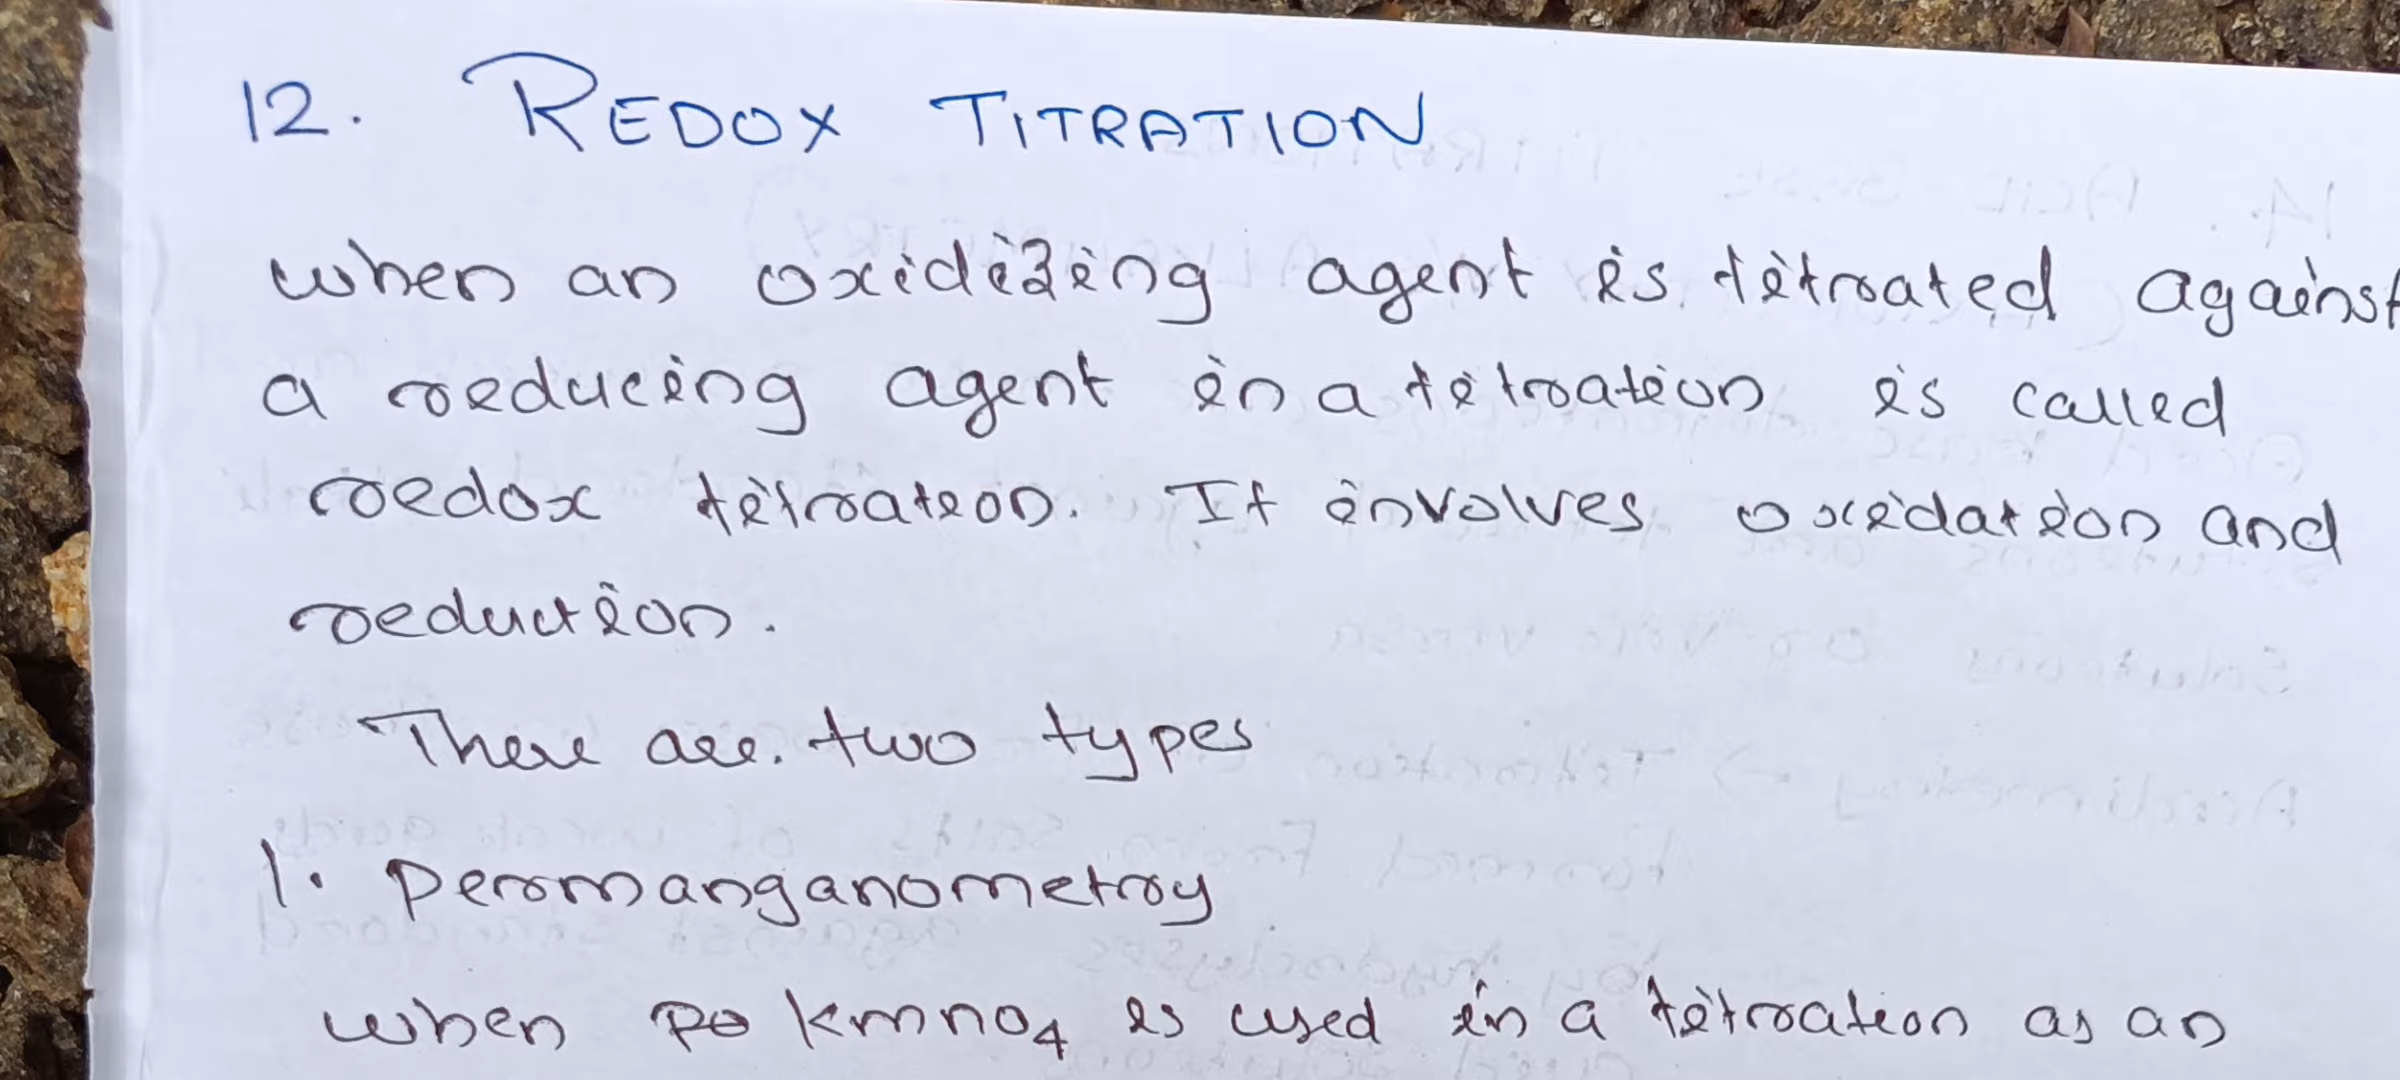 12. REDOX TITRATION
when an oxidizing agent is titrated against
a reducing agent in a titration is called
redox titration. It involves oxidation and
reduction.
There are two types
1. Permanganometry
when po kmno4 is used in a titration as an